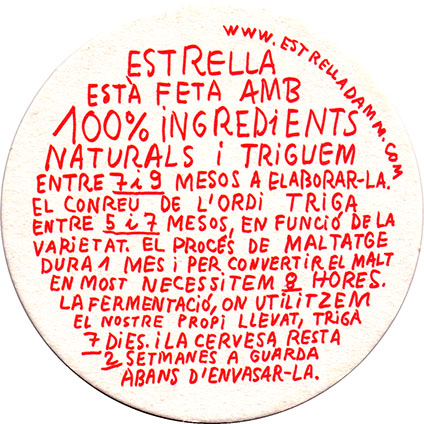 www.ESTRELLADAMM.COM
ESTRELLA
ESTÀ FETA AMB
100% iNGREDiENTS
NATURALS i TRiGUEM
ENTRE 7i9 MESOS A ELABORAR-LA.
EL CONREU DE L'ORDI TRIGA
ENTRE 5 i 7 MESOS, EN FUNCIÓ DE LA
VARIETAT. EL PROCÉS DE MALTATGE
DURA 1 MES i PER CONVERTIR EL MALT
EN MOST NECESSITEM 8 HORES.
LA FERMENTACIÓ, ON UTILITZEM
EL NOSTRE PROPI LLEVAT, TRIGA
7 DIES. i LA CERVESA RESTA
2 SETMANES A GUARDA
ABANS D'ENVASAR-LA.